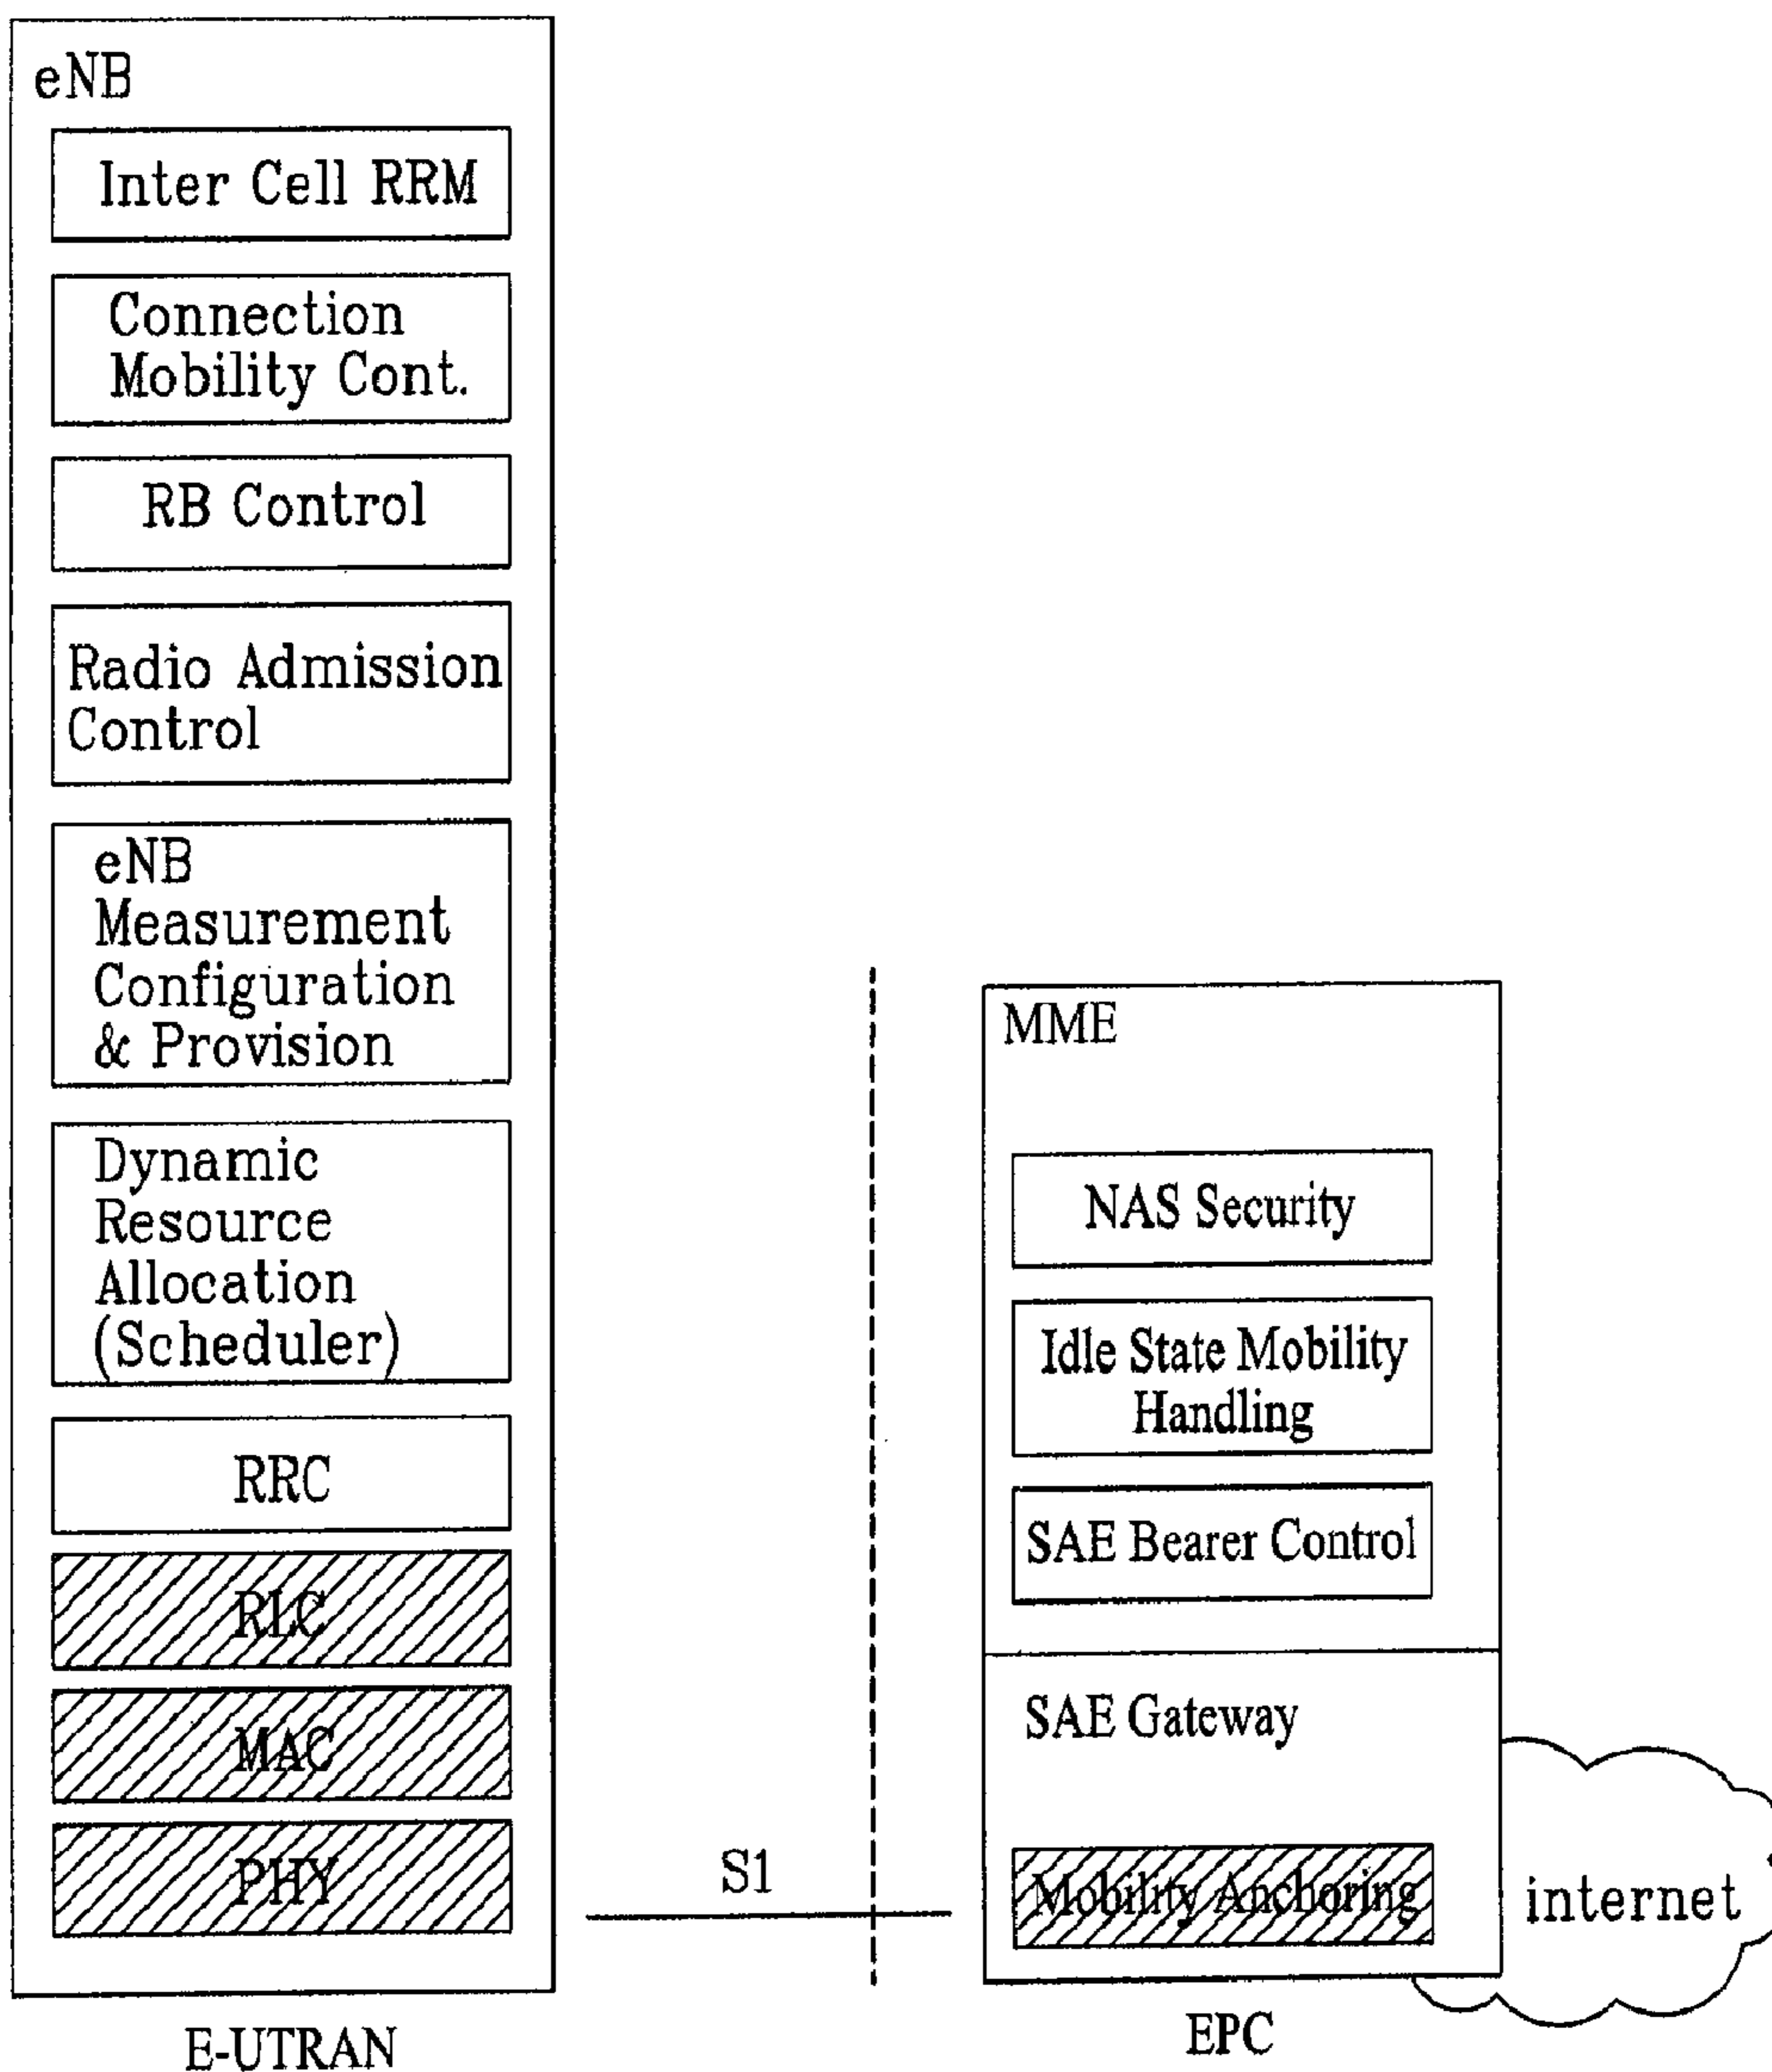 eNB
Inter Cell RRM
Connection
Mobility Cont.
RB Control
Radio Admission
Control
eNB
Measurement
Configuration
& Provision
Dynamic
Resource
Allocation
(Scheduler)
RRC
RLC
MAC
PHY
E-UTRAN
S1
MME
NAS Security
Idle State Mobility
Handling
SAE Bearer Control
SAE Gateway
Mobility Anchoring
EPC
internet